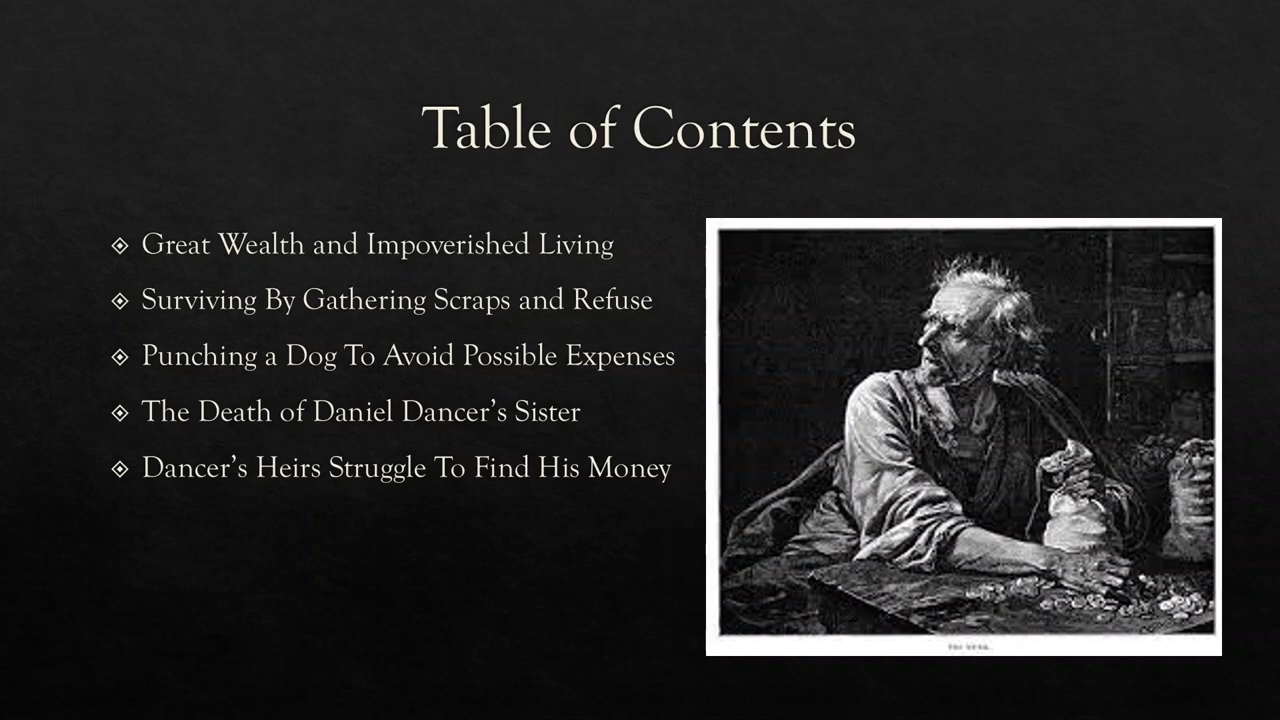 Table of Contents
Great Wealth and Impoverished Living
Surviving By Gathering Scraps and Refuse
Punching a Dog To Avoid Possible Expenses
The Death of Daniel Dancer’s Sister
Dancer’s Heirs Struggle To Find His Money